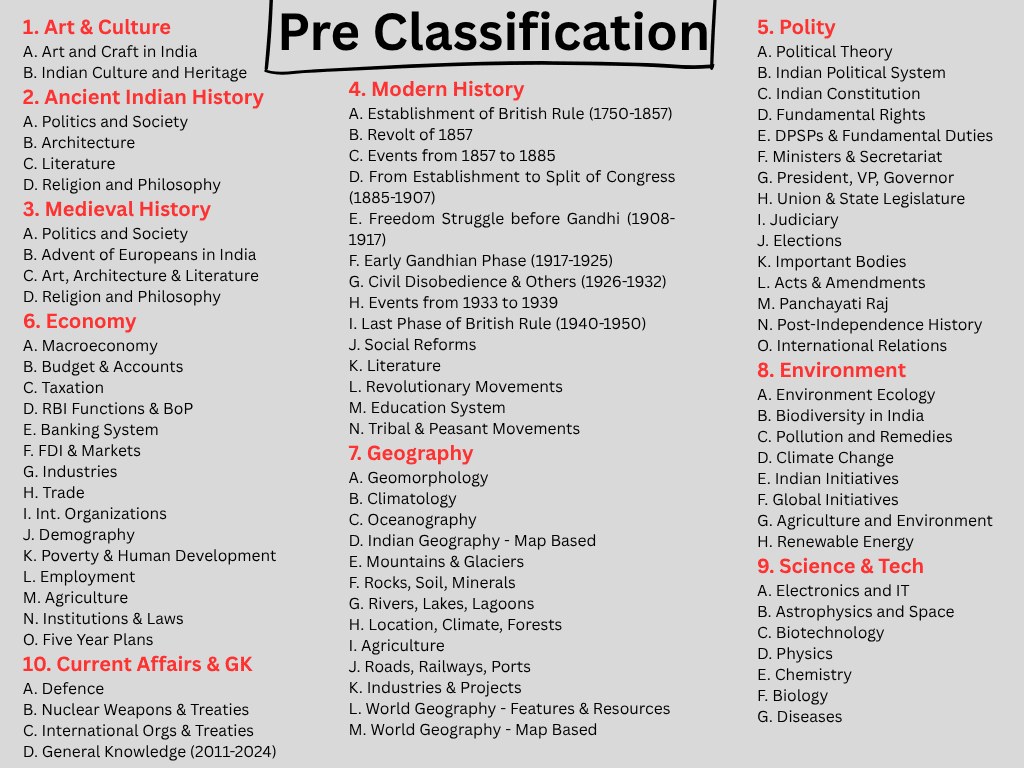 Pre Classification
1. Art & Culture
A. Art and Craft in India
B. Indian Culture and Heritage
2. Ancient Indian History
A. Politics and Society
B. Architecture
C. Literature
D. Religion and Philosophy
3. Medieval History
A. Politics and Society
B. Advent of Europeans in India
C. Art, Architecture & Literature
D. Religion and Philosophy
6. Economy
A. Macroeconomy
B. Budget & Accounts
C. Taxation
D. RBI Functions & BoP
E. Banking System
F. FDI & Markets
G. Industries
H. Trade
I. Int. Organizations
J. Demography
K. Poverty & Human Development
L. Employment
M. Agriculture
N. Institutions & Laws
O. Five Year Plans
10. Current Affairs & GK
A. Defence
B. Nuclear Weapons & Treaties
C. International Orgs & Treaties
D. General Knowledge (2011-2024)
4. Modern History
A. Establishment of British Rule (1750-1857)
B. Revolt of 1857
C. Events from 1857 to 1885
D. From Establishment to Split of Congress
(1885-1907)
E. Freedom Struggle before Gandhi (1908-
1917)
F. Early Gandhian Phase (1917-1925)
G. Civil Disobedience & Others (1926-1932)
H. Events from 1933 to 1939
I. Last Phase of British Rule (1940-1950)
J. Social Reforms
K. Literature
L. Revolutionary Movements
M. Education System
N. Tribal & Peasant Movements
7. Geography
A. Geomorphology
B. Climatology
C. Oceanography
D. Indian Geography - Map Based
E. Mountains & Glaciers
F. Rocks, Soil, Minerals
G. Rivers, Lakes, Lagoons
H. Location, Climate, Forests
I. Agriculture
J. Roads, Railways, Ports
K. Industries & Projects
L. World Geography - Features & Resources
M. World Geography - Map Based
5. Polity
A. Political Theory
B. Indian Political System
C. Indian Constitution
D. Fundamental Rights
E. DPSPs & Fundamental Duties
F. Ministers & Secretariat
G. President, VP, Governor
H. Union & State Legislature
I. Judiciary
J. Elections
K. Important Bodies
L. Acts & Amendments
M. Panchayati Raj
N. Post-Independence History
O. International Relations
8. Environment
A. Environment Ecology
B. Biodiversity in India
C. Pollution and Remedies
D. Climate Change
E. Indian Initiatives
F. Global Initiatives
G. Agriculture and Environment
H. Renewable Energy
9. Science & Tech
A. Electronics and IT
B. Astrophysics and Space
C. Biotechnology
D. Physics
E. Chemistry
F. Biology
G. Diseases